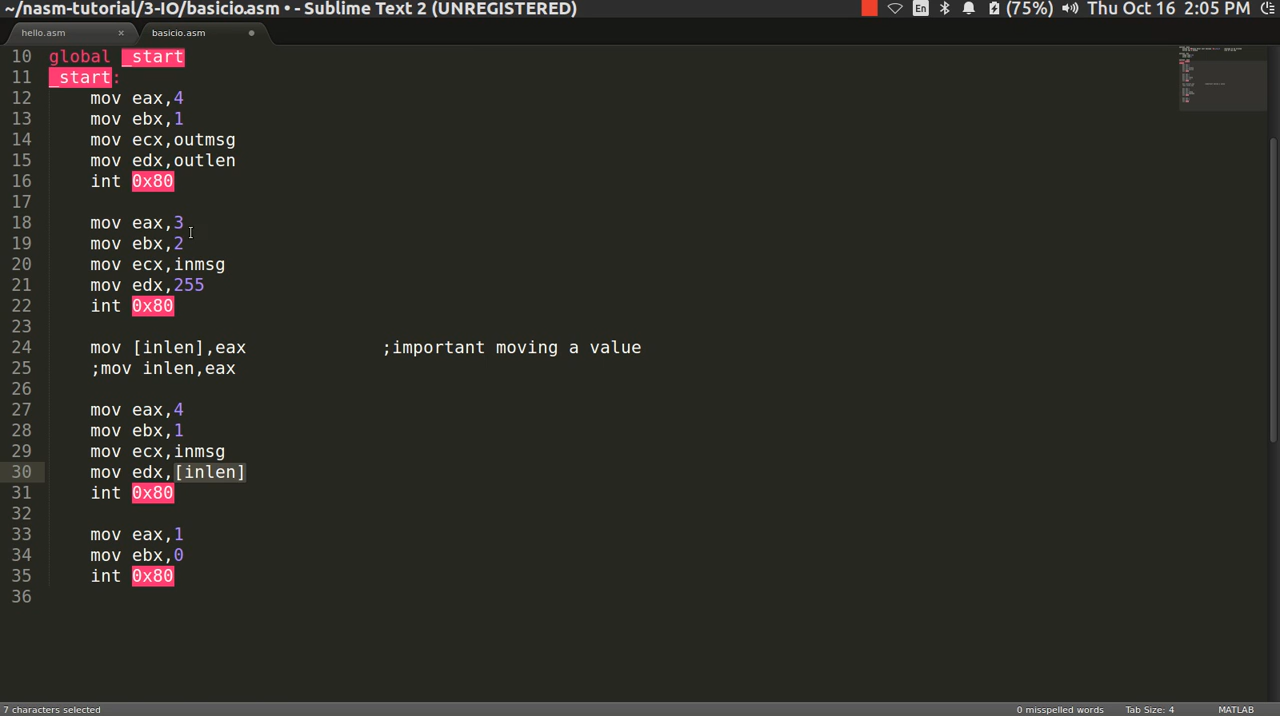 ~/nasm-tutorial/3-IO/basicio.asm • - Sublime Text 2 (UNREGISTERED) En (75%) Thu Oct 16 2:05 PM
hello.asm × basicio.asm
10 global _start
11 _start:
12 mov eax,4
13 mov ebx,1
14 mov ecx,outmsg
15 mov edx,outlen
16 int 0x80
17
18 mov eax,3
19 mov ebx,2
20 mov ecx,inmsg
21 mov edx,255
22 int 0x80
23
24 mov [inlen],eax ;important moving a value
25 ;mov inlen,eax
26
27 mov eax,4
28 mov ebx,1
29 mov ecx,inmsg
30 mov edx,[inlen]
31 int 0x80
32
33 mov eax,1
34 mov ebx,0
35 int 0x80
36
7 characters selected 0 misspelled words Tab Size: 4 MATLAB